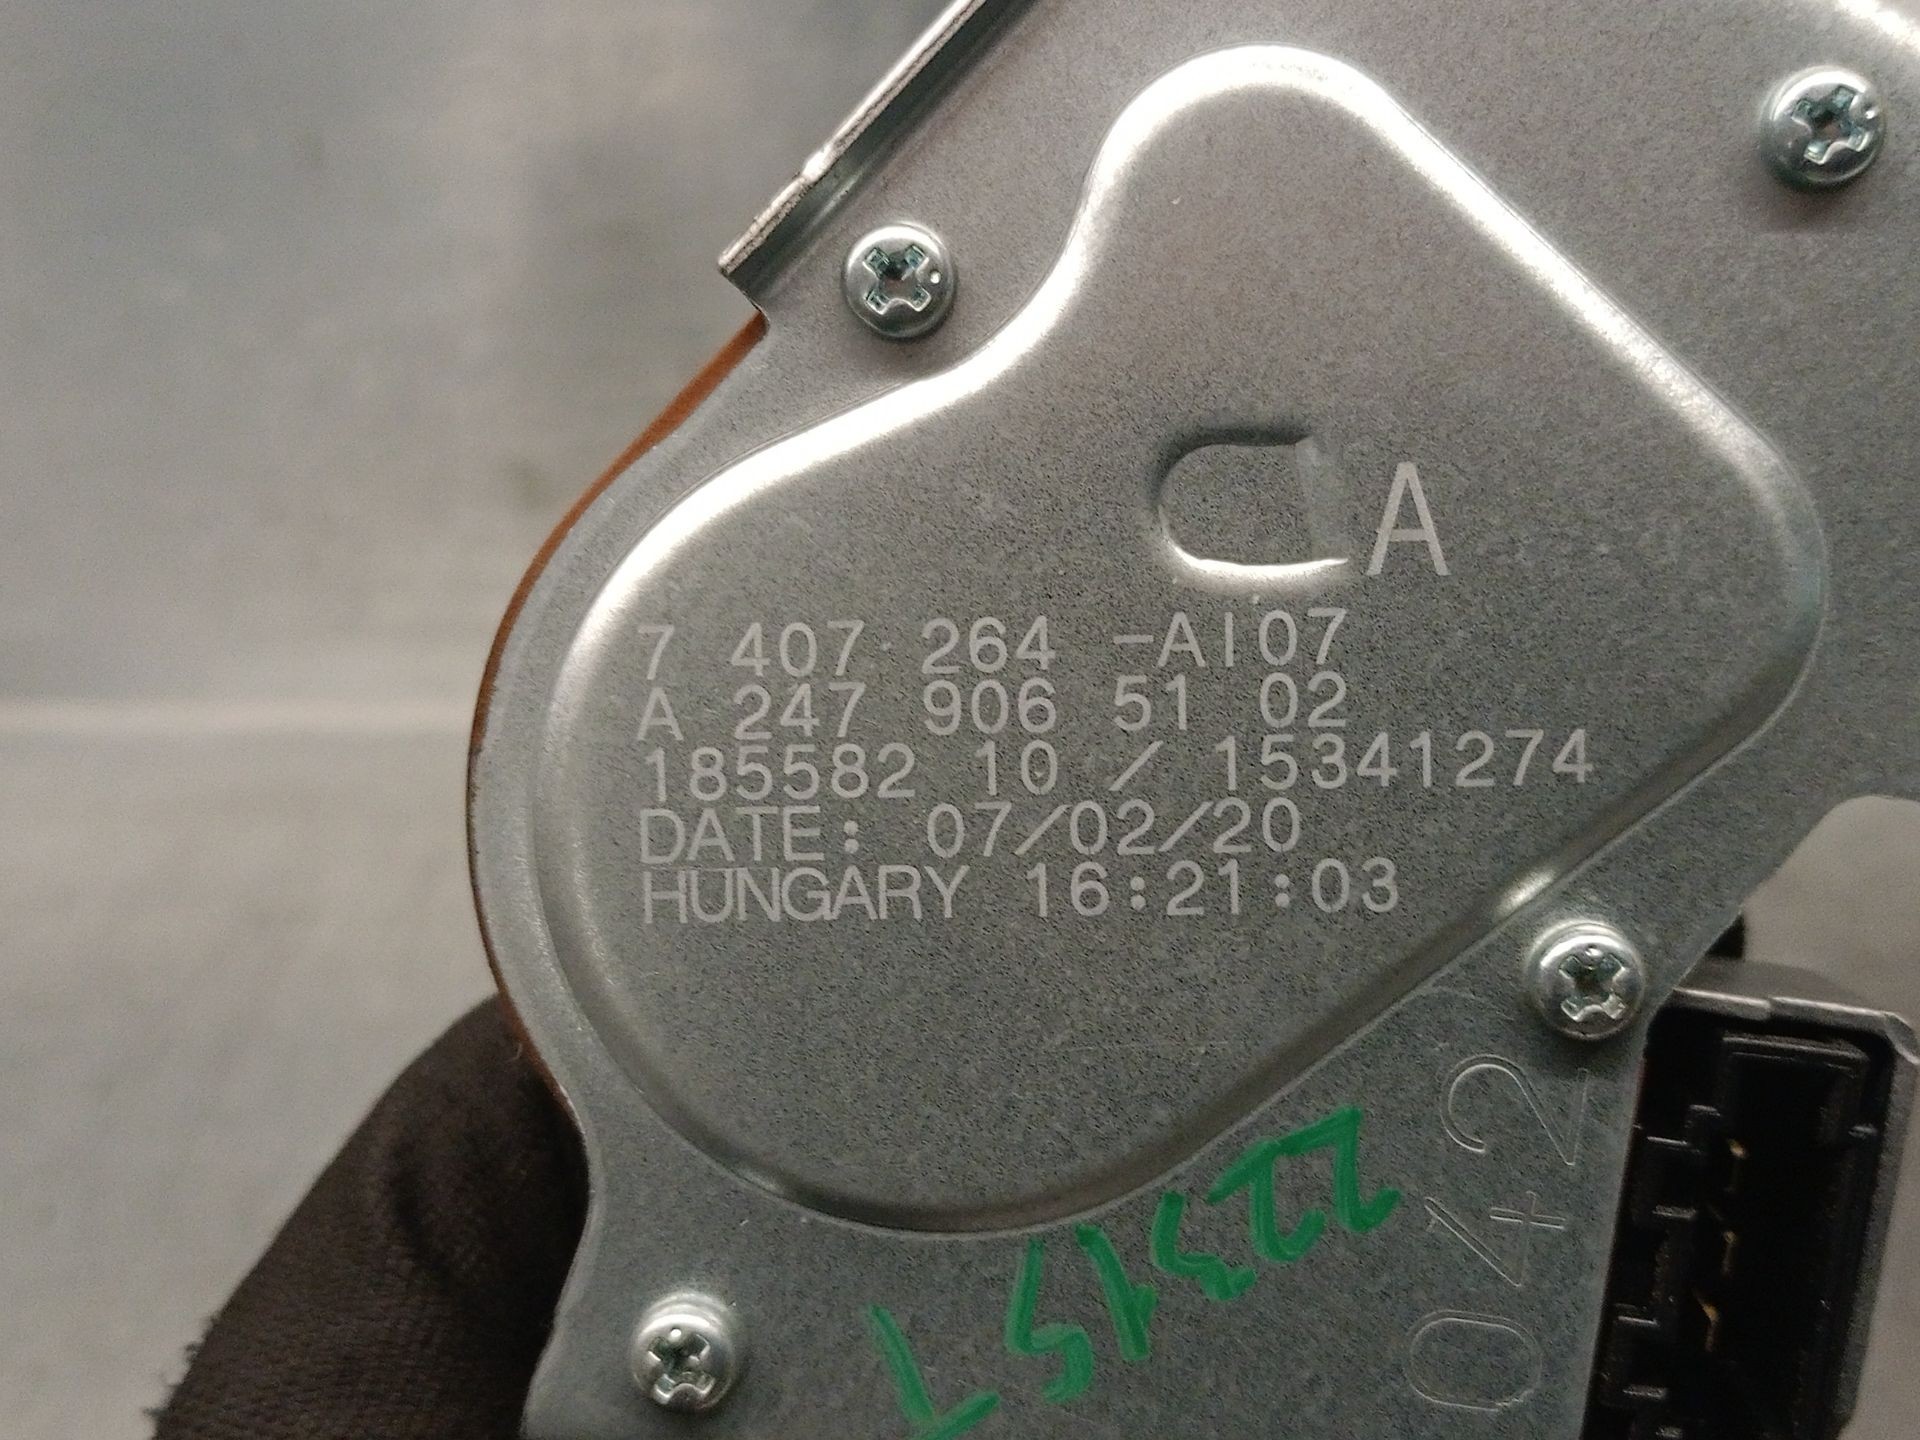 A
7 407 264 -AI07
A 247 906 51 02
185582 10 / 15341274
DATE: 07/02/20
HUNGARY 16:21:03
042